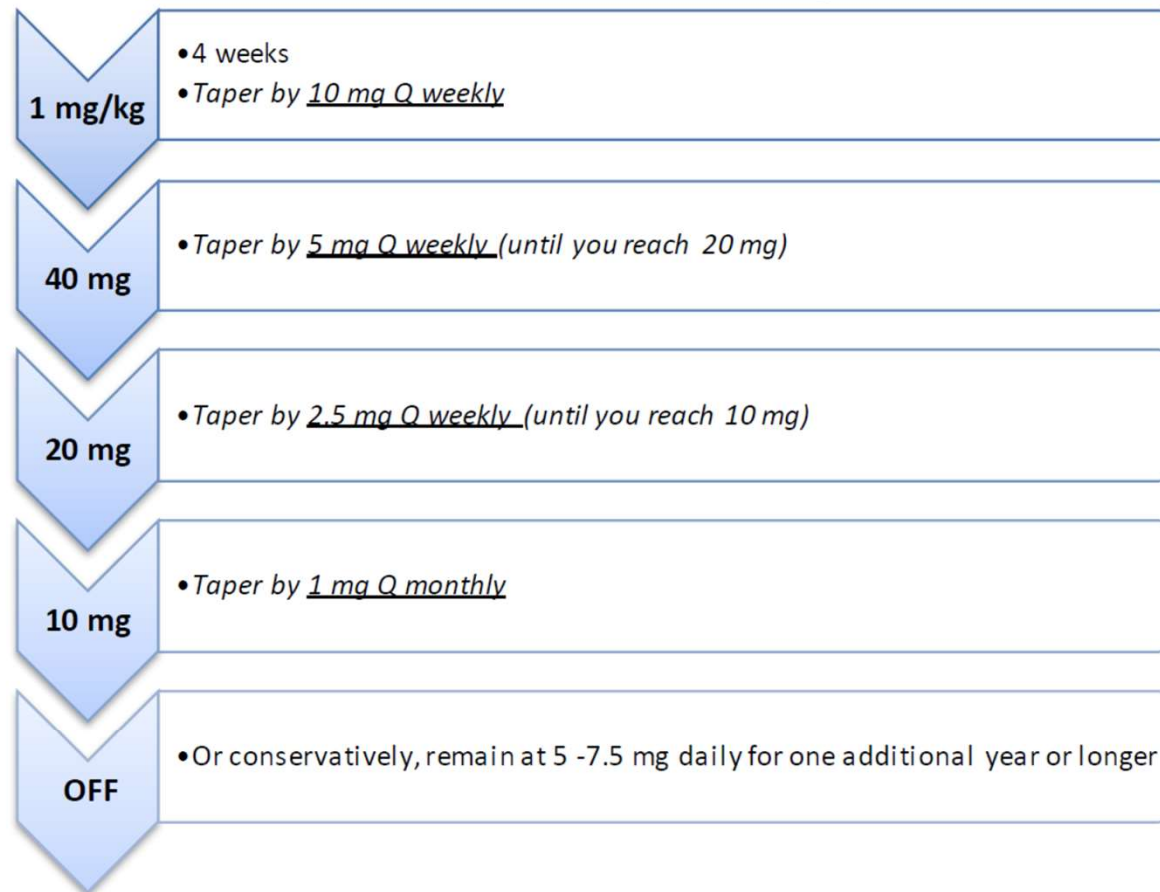 1 mg/kg
•4 weeks
•Taper by 10 mg Q weekly
40 mg
•Taper by 5 mg Q weekly (until you reach 20 mg)
20 mg
•Taper by 2.5 mg Q weekly (until you reach 10 mg)
10 mg
•Taper by 1 mg Q monthly
OFF
•Or conservatively, remain at 5 -7.5 mg daily for one additional year or longer